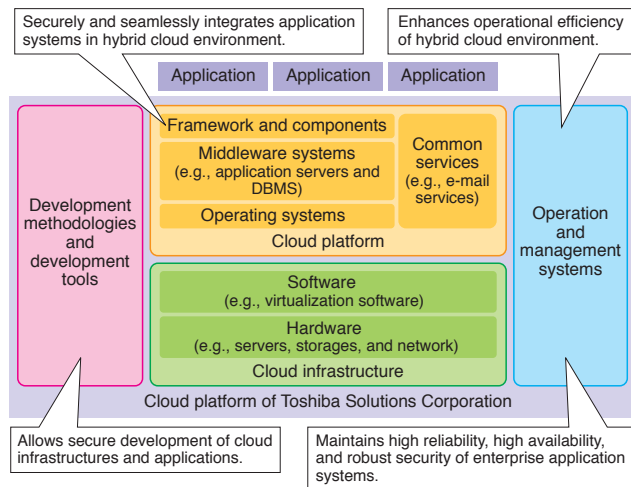 Securely and seamlessly integrates application
systems in hybrid cloud environment.
Enhances operational efficiency
of hybrid cloud environment.
Application
Application
Application
Development
methodologies
and
development
tools
Framework and components
Middleware systems
(e.g., application servers and
DBMS)
Operating systems
Common
services
(e.g., e-mail
services)
Cloud platform
Software
(e.g., virtualization software)
Hardware
(e.g., servers, storages, and network)
Cloud infrastructure
Operation
and
management
systems
Cloud platform of Toshiba Solutions Corporation
Allows secure development of cloud
infrastructures and applications.
Maintains high reliability, high availability,
and robust security of enterprise application
systems.